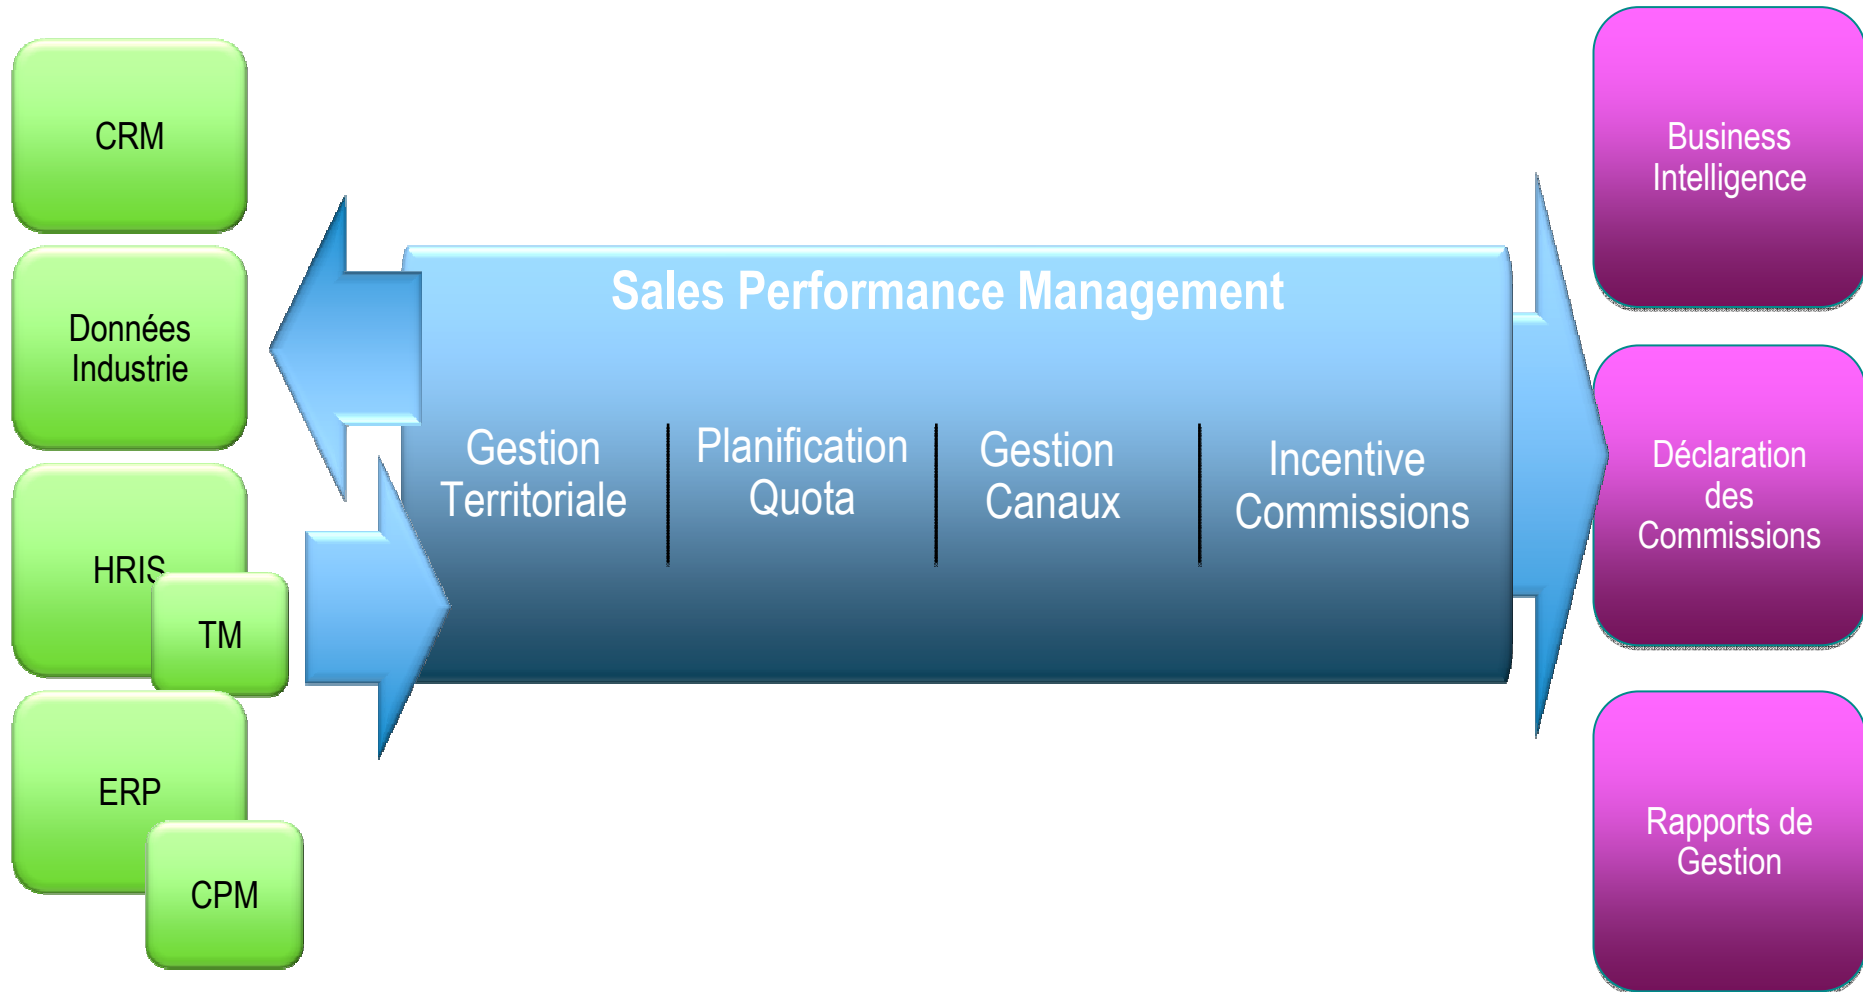 CRM
Données
Industrie
HRIS
TM
ERP
CPM
Sales Performance Management
Gestion
Territoriale
Planification
Quota
Gestion
Canaux
Incentive
Commissions
Business
Intelligence
Déclaration
des
Commissions
Rapports de
Gestion